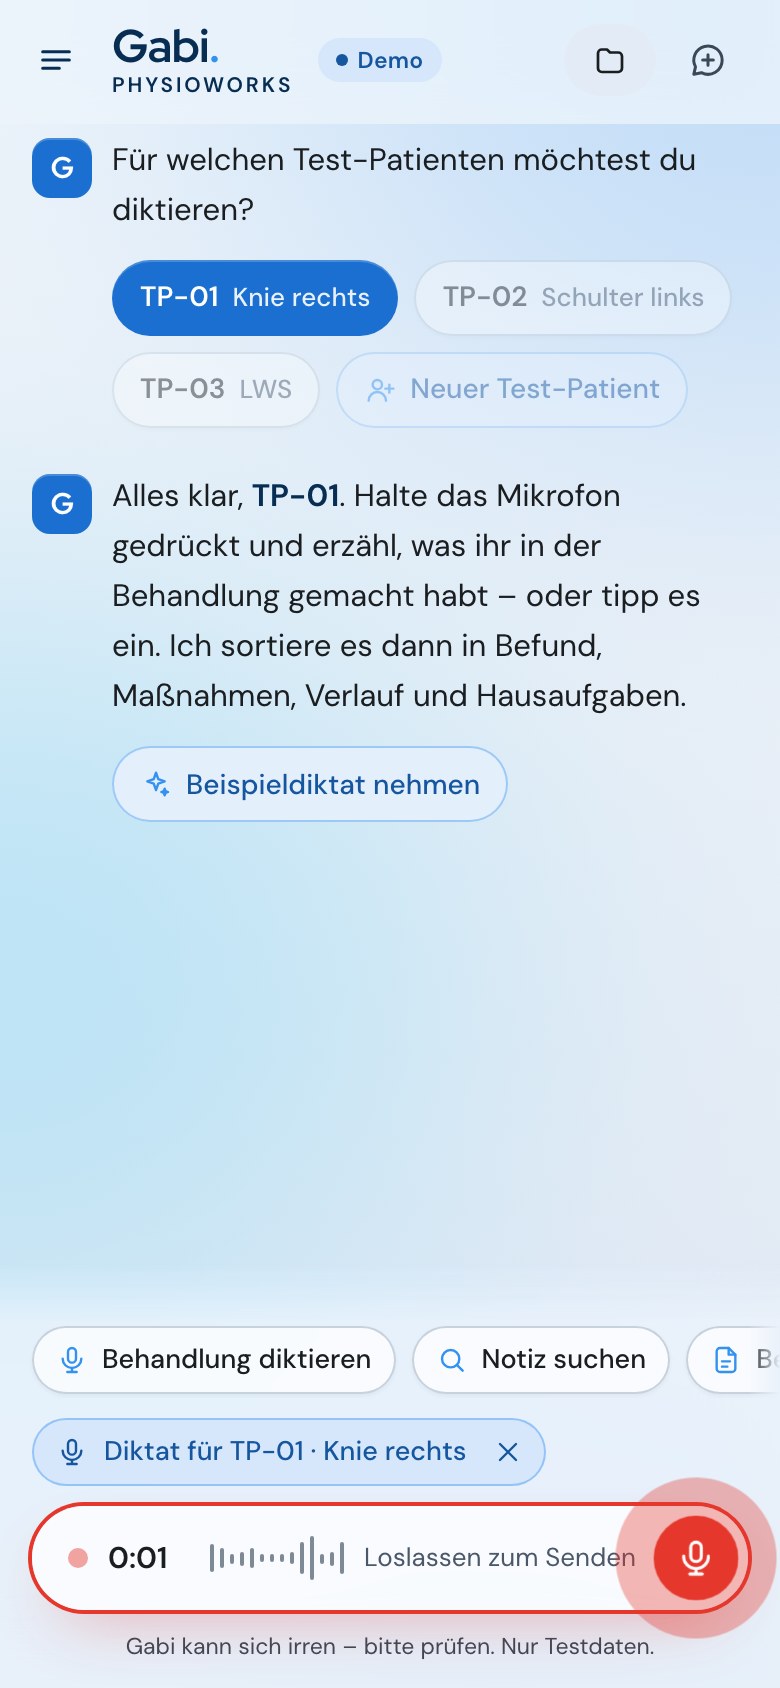 Gabi.
PHYSIOWORKS
Demo
G
Für welchen Test-Patienten möchtest du
diktieren?
TP-01 Knie rechts
TP-02 Schulter links
TP-03 LWS
Neuer Test-Patient
G
Alles klar, TP-01. Halte das Mikrofon
gedrückt und erzähl, was ihr in der
Behandlung gemacht habt – oder tipp es
ein. Ich sortiere es dann in Befund,
Maßnahmen, Verlauf und Hausaufgaben.
Beispieldiktat nehmen
Behandlung diktieren
Notiz suchen
Diktat für TP-01 · Knie rechts
0:01
Loslassen zum Senden
Gabi kann sich irren – bitte prüfen. Nur Testdaten.